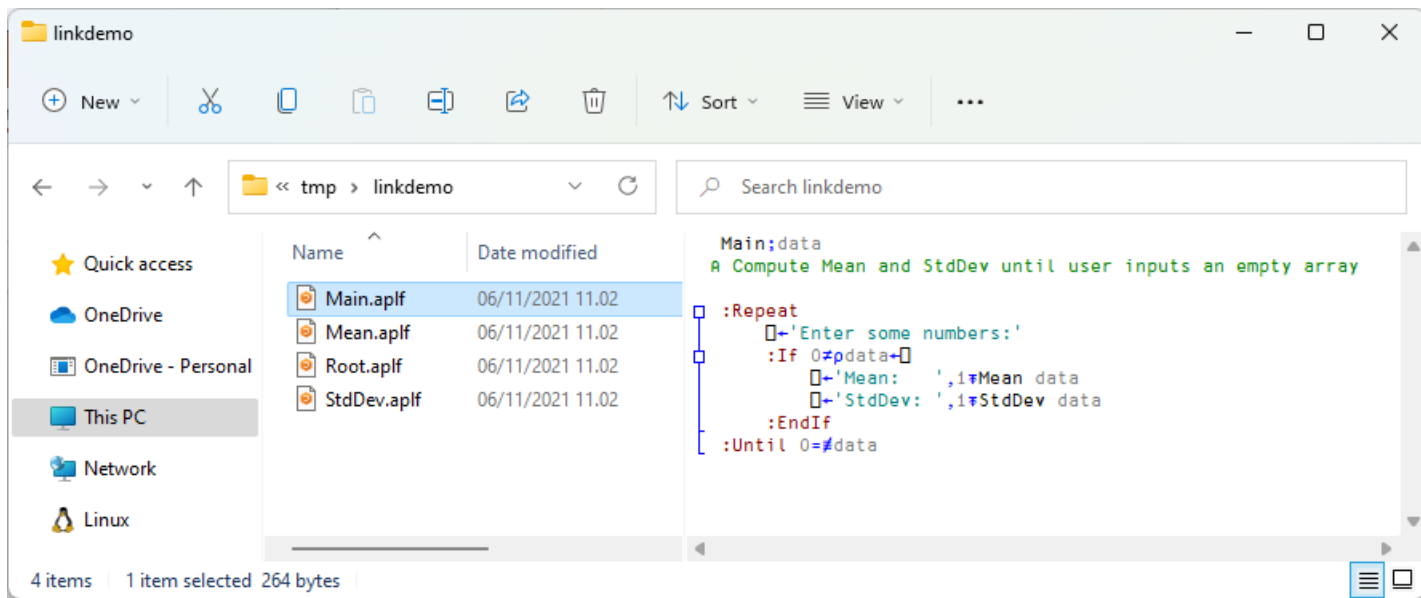 linkdemo
New
Sort
View
« tmp › linkdemo
Search linkdemo
Quick access
OneDrive
OneDrive - Personal
This PC
Network
Linux
Name Date modified
Main.aplf 06/11/2021 11.02
Mean.aplf 06/11/2021 11.02
Root.aplf 06/11/2021 11.02
StdDev.aplf 06/11/2021 11.02
Main;data
⍝ Compute Mean and StdDev until user inputs an empty array
:Repeat
⎕←'Enter some numbers:'
:If 0≠⍴data←⎕
⎕←'Mean:   ',1⍕Mean data
⎕←'StdDev: ',1⍕StdDev data
:EndIf
:Until 0=≢data
4 items 1 item selected 264 bytes